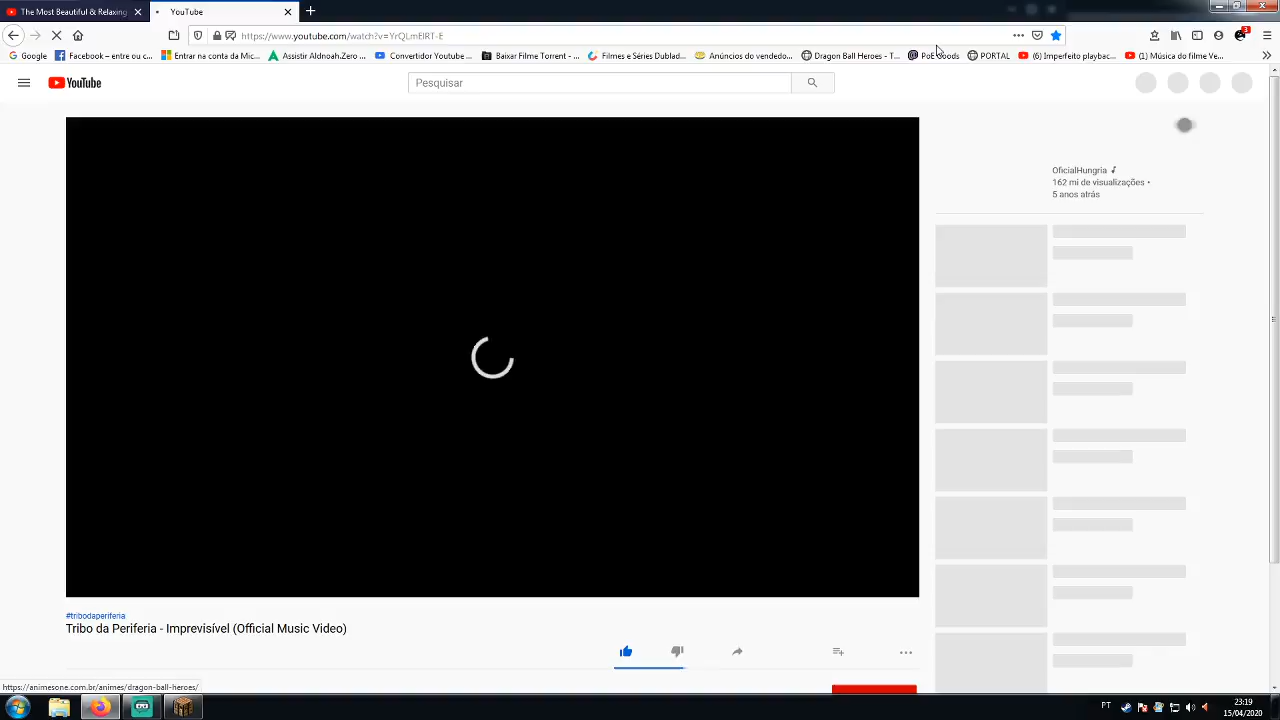 The Most Beautiful & Relaxing
YouTube
https://www.youtube.com/watch?v=YrQLmElRT-E
Google
Facebook – entre ou c...
Entrar na conta da Mic...
Assistir Aldnoah.Zero ...
Convertidor Youtube ...
Baixar Filme Torrent - ...
Filmes e Séries Dublad...
Anúncios do vendedo...
Dragon Ball Heroes - T...
PoE Goods
PORTAL
(6) Imperfeito playbac...
(1) Música do filme Ve...
YouTube
Pesquisar
OficialHungria
162 mi de visualizações •
5 anos atrás
#tribodaperiferia
Tribo da Periferia - Imprevisível (Official Music Video)
https://animesone.com.br/animes/dragon-ball-heroes/
PT
23:19
15/04/2020
3